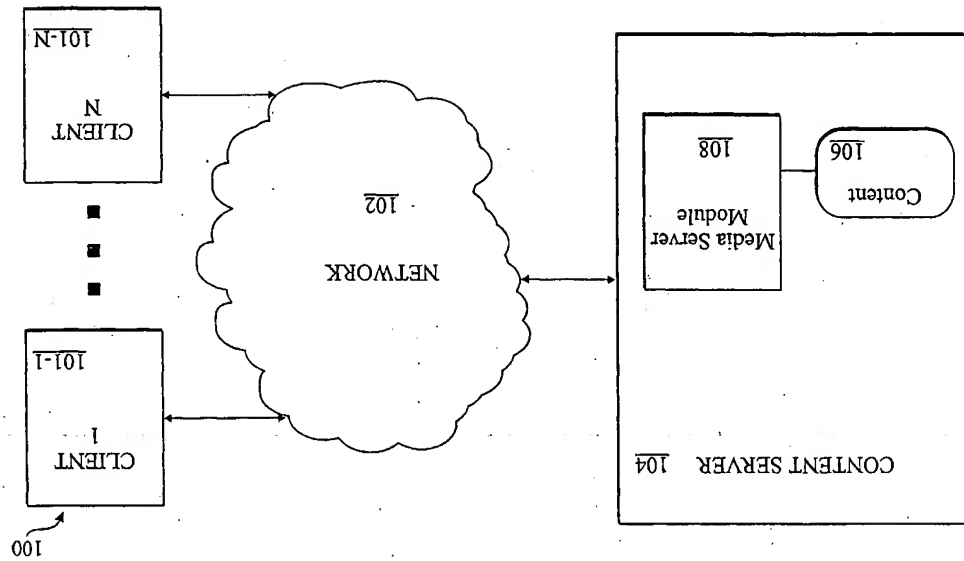 100
CONTENT SERVER 104
CLIENT
1
101-1
NETWORK
102
Media Server
Module
108
Content
106
CLIENT
N
101-N